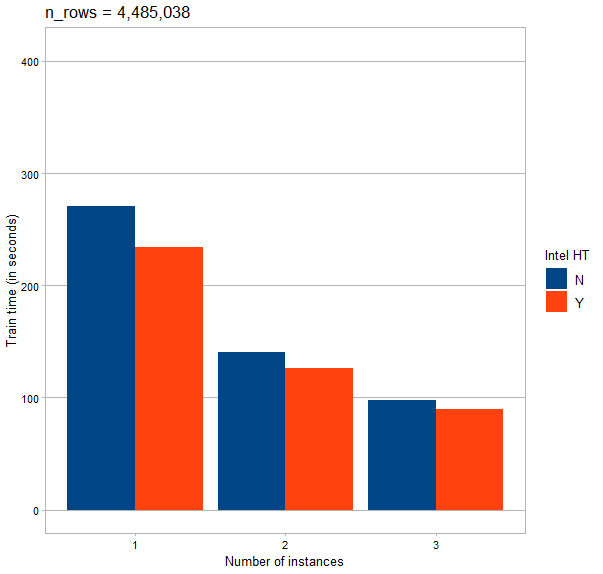 n_rows = 4,485,038
400
300
200
100
0
Train time (in seconds)
1 2 3
Number of instances
Intel HT
N
Y